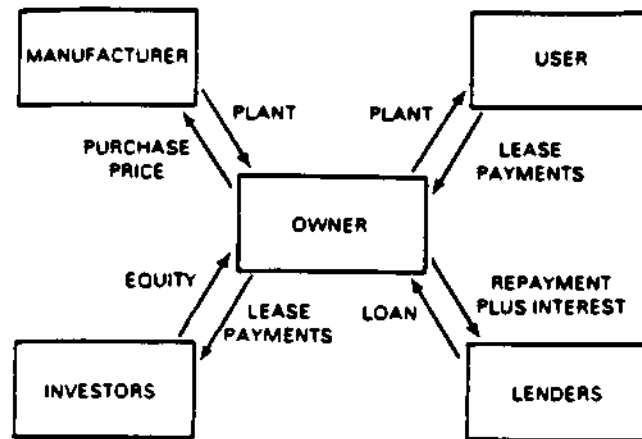 MANUFACTURER
USER
PLANT
PLANT
PURCHASE
PRICE
LEASE
PAYMENTS
OWNER
EQUITY
LEASE
PAYMENTS
LOAN
REPAYMENT
PLUS INTEREST
INVESTORS
LENDERS